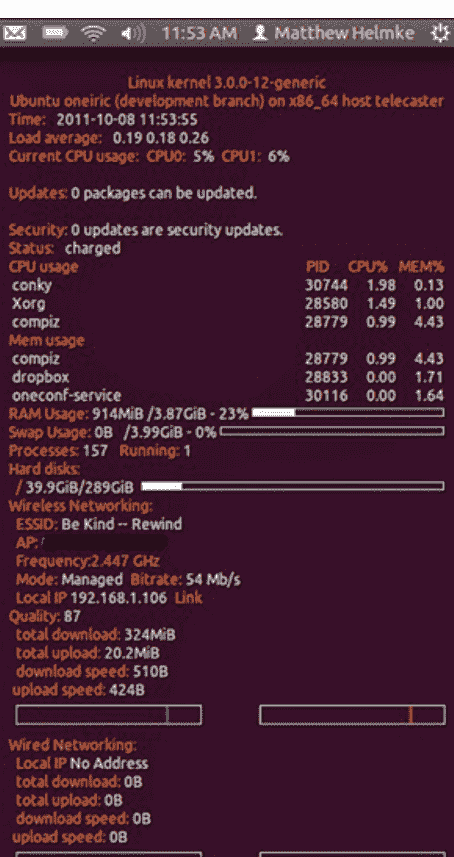 11:53 AM Matthew Helmke
Linux kernel 3.0.0-12-generic
Ubuntu oneiric (development branch) on x86_64 host telecaster
Time: 2011-10-08 11:53:55
Load average: 0.19 0.18 0.26
Current CPU usage: CPU0: 5% CPU1: 6%
Updates: 0 packages can be updated.
Security: 0 updates are security updates.
Status: charged
CPU usage PID CPU% MEM%
conky 30744 1.98 0.13
Xorg 28580 1.49 1.00
compiz 28779 0.99 4.43
Mem usage
compiz 28779 0.99 4.43
dropbox 28833 0.00 1.71
oneconf-service 30116 0.00 1.64
RAM Usage: 914MiB /3.87GiB - 23%
Swap Usage: 0B /3.99GiB - 0%
Processes: 157 Running: 1
Hard disks:
/ 39.9GiB/289GiB
Wireless Networking:
ESSID: Be Kind -- Rewind
AP:
Frequency:2.447 GHz
Mode: Managed Bitrate: 54 Mb/s
Local IP 192.168.1.106 Link
Quality: 87
total download: 324MiB
total upload: 20.2MiB
download speed: 510B
upload speed: 424B
Wired Networking:
Local IP No Address
total download: 0B
total upload: 0B
download speed: 0B
upload speed: 0B